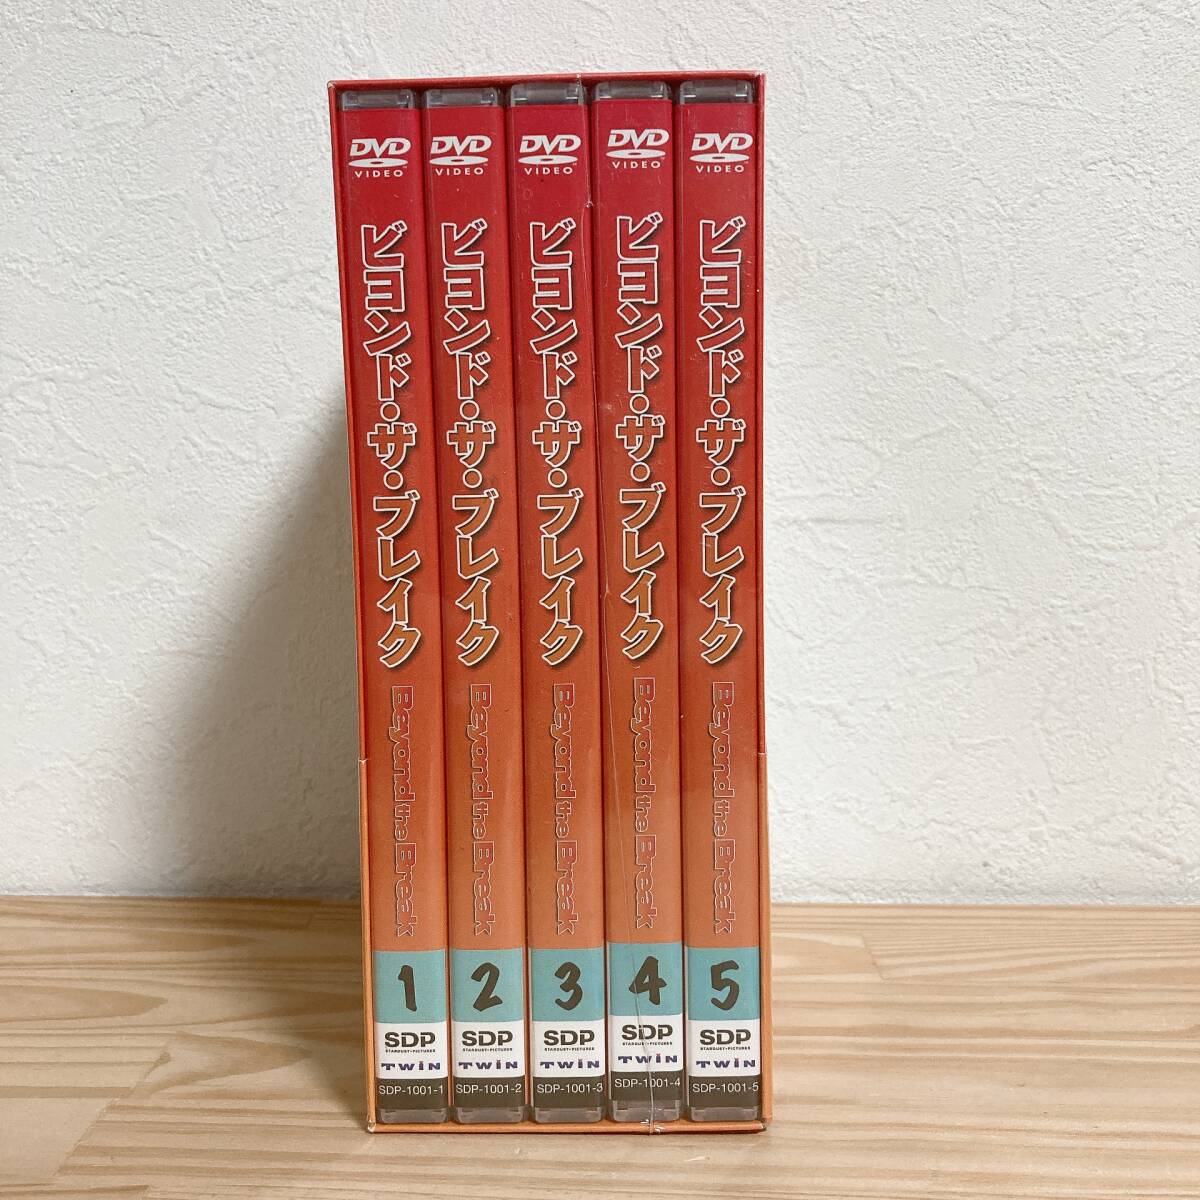 DVD
VIDEO
ビヨンド・ザ・ブレイク
Beyond the Break
1
SDP
STARDUST PICTURES
TWIN
SDP-1001-1
DVD
VIDEO
ビヨンド・ザ・ブレイク
Beyond the Break
2
SDP
STARDUST PICTURES
TWIN
SDP-1001-2
DVD
VIDEO
ビヨンド・ザ・ブレイク
Beyond the Break
3
SDP
STARDUST PICTURES
TWIN
SDP-1001-3
DVD
VIDEO
ビヨンド・ザ・ブレイク
Beyond the Break
4
SDP
STARDUST PICTURES
TWIN
SDP-1001-4
DVD
VIDEO
ビヨンド・ザ・ブレイク
Beyond the Break
5
SDP
STARDUST PICTURES
TWIN
SDP-1001-5